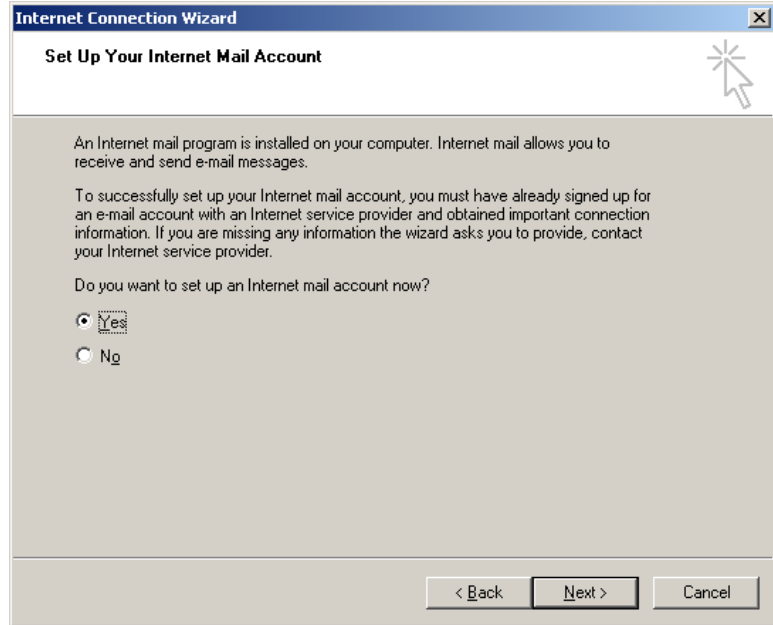 Internet Connection Wizard
Set Up Your Internet Mail Account
An Internet mail program is installed on your computer. Internet mail allows you to
receive and send e-mail messages.
To successfully set up your Internet mail account, you must have already signed up for
an e-mail account with an Internet service provider and obtained important connection
information. If you are missing any information the wizard asks you to provide, contact
your Internet service provider.
Do you want to set up an Internet mail account now?
Yes
No
< Back Next > Cancel